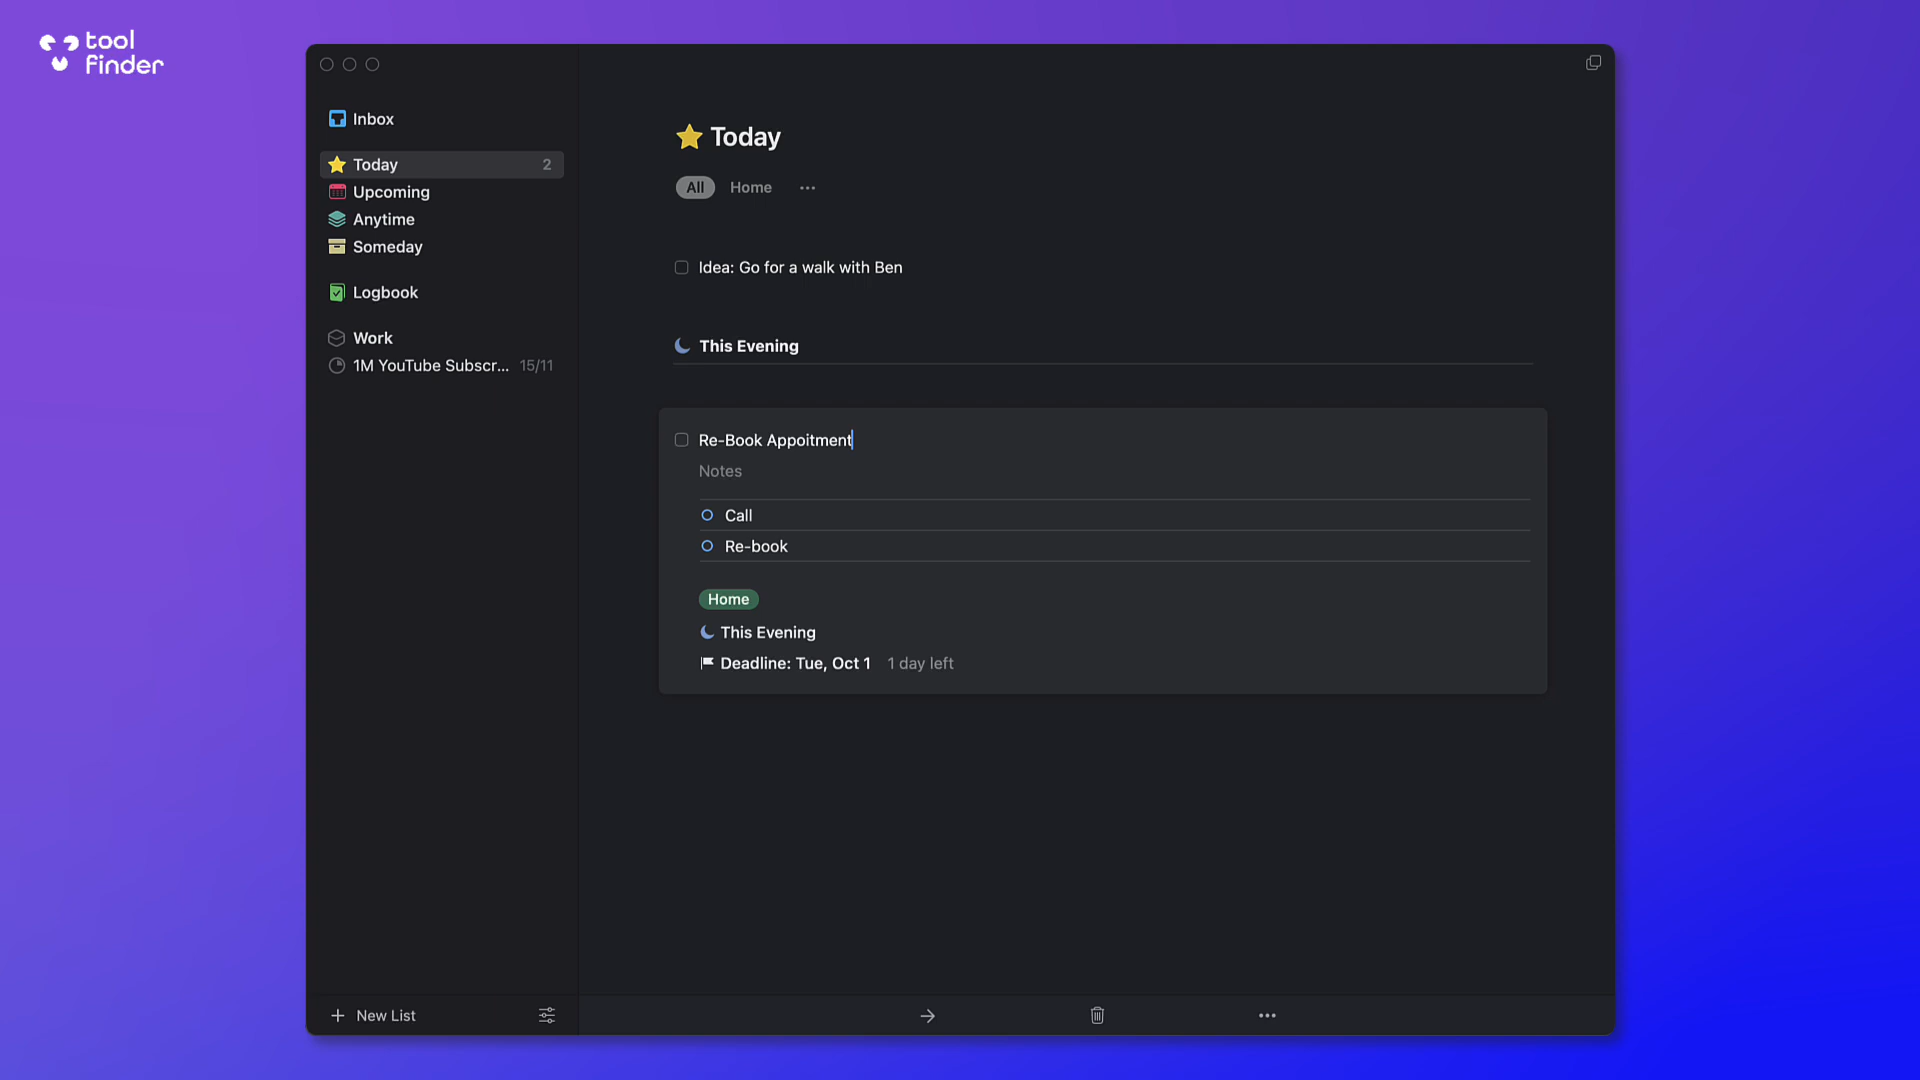 tool
finder
Inbox
Today 2
Upcoming
Anytime
Someday
Logbook
Work
1M YouTube Subscr... 15/11
New List
Today
All Home
Idea: Go for a walk with Ben
This Evening
Re-Book Appoitment
Notes
Call
Re-book
Home
This Evening
Deadline: Tue, Oct 1 1 day left